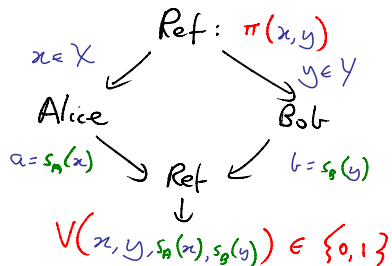 Ref: π(x,y)
x∈X
y∈Y
Alice
Bob
a=s_A(x)
Ref
b=s_B(y)
V(x,y,s_A(x),s_B(y)) ∈ {0,1}